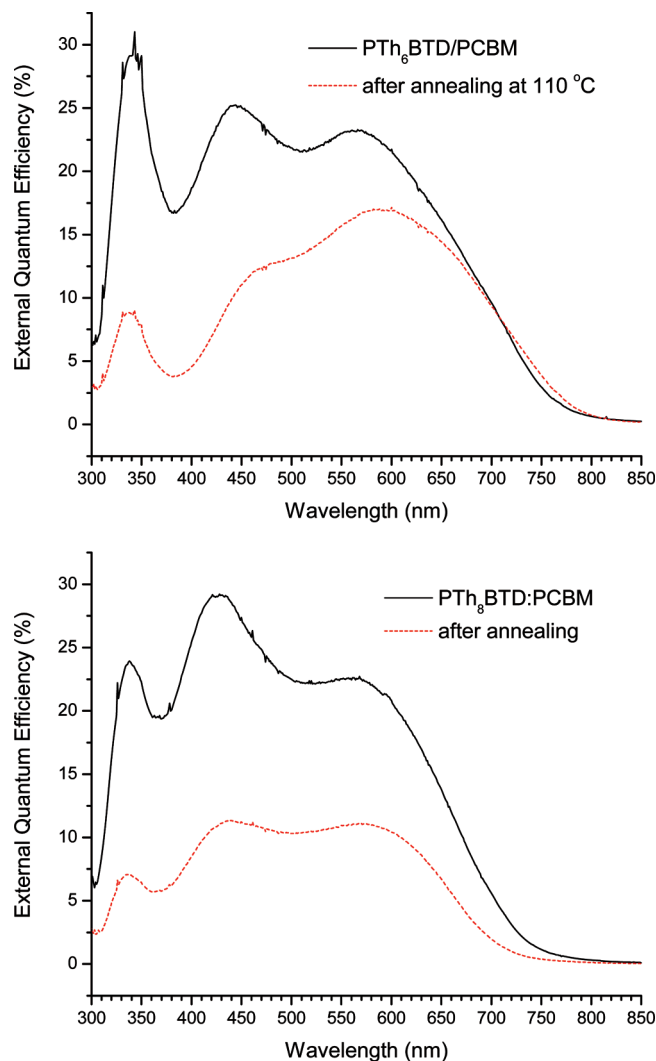 PTh₆BTD/PCBM
after annealing at 110 °C
External Quantum Efficiency (%)
30
25
20
15
10
5
0
300 350 400 450 500 550 600 650 700 750 800 850
Wavelength (nm)
PTh₈BTD:PCBM
after annealing
External Quantum Efficiency (%)
30
25
20
15
10
5
0
300 350 400 450 500 550 600 650 700 750 800 850
Wavelength (nm)